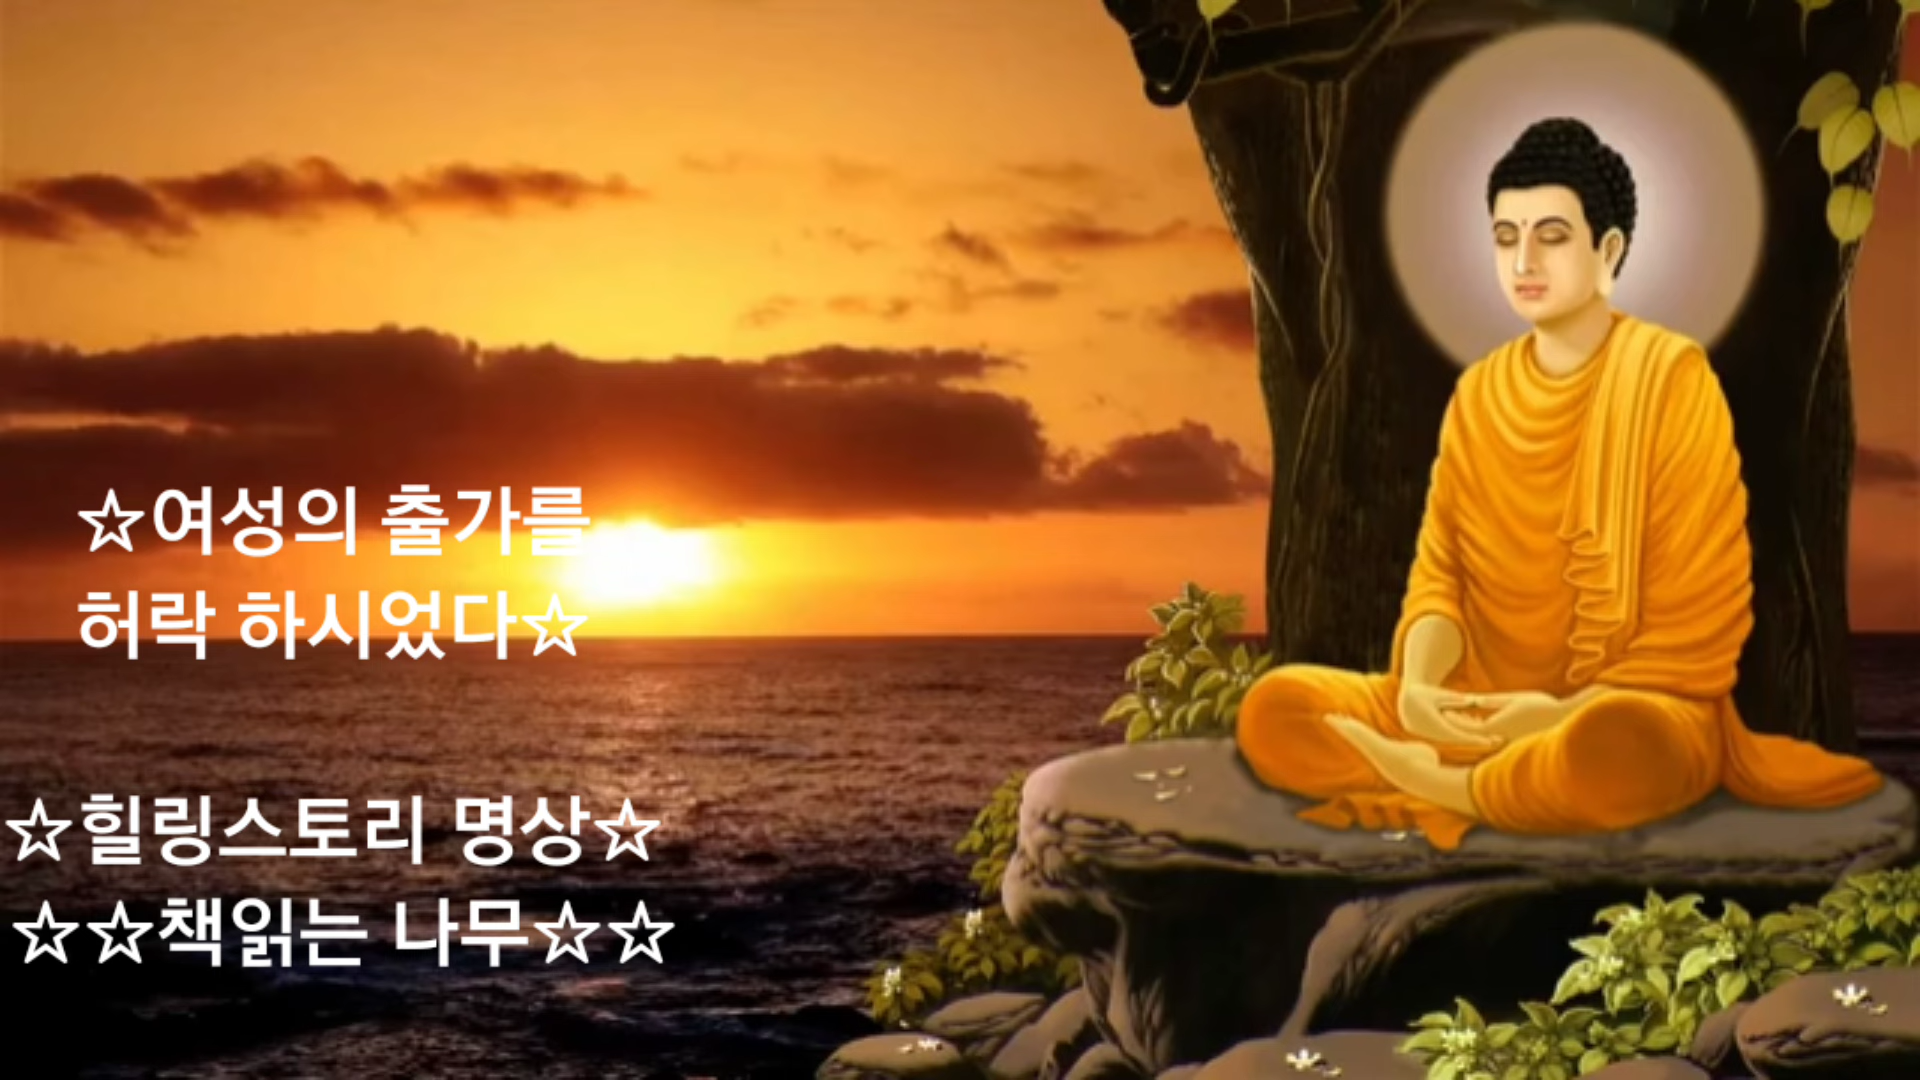 ☆여성의 출가를
허락 하시었다☆
☆힐링스토리 명상☆
☆☆책읽는 나무☆☆